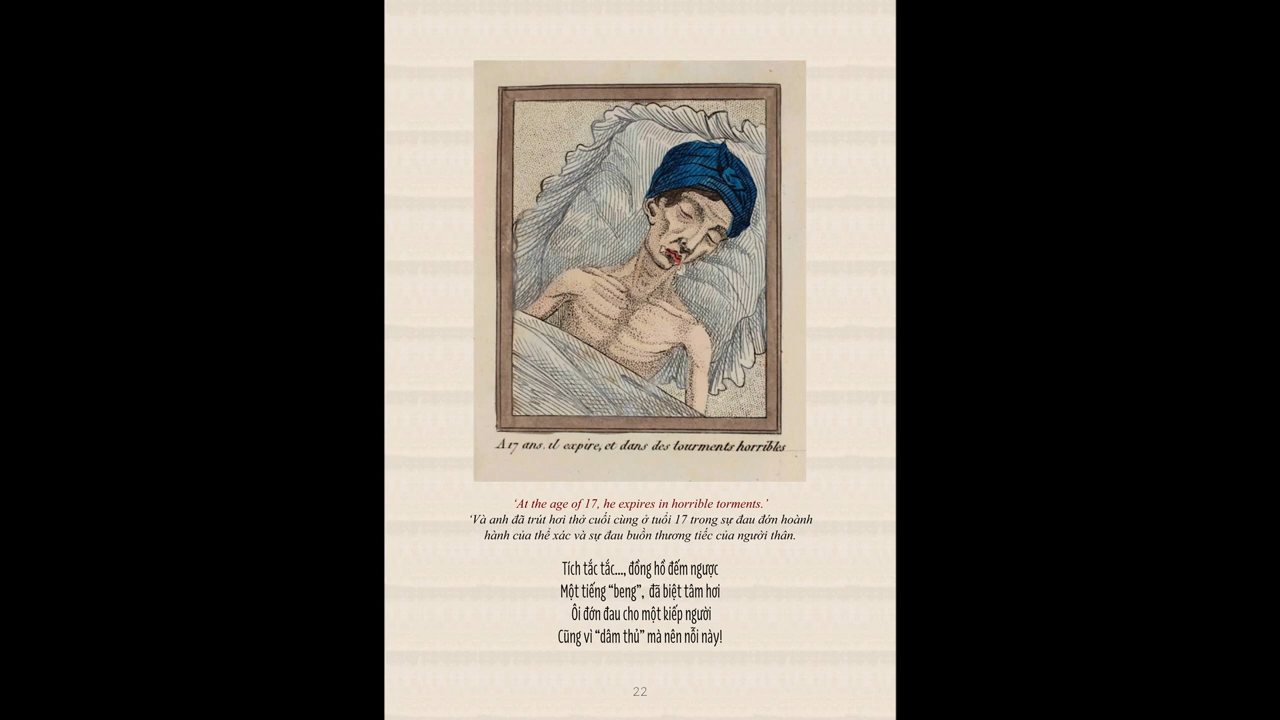 A 17 ans. il expire, et dans des tourments horribles
‘At the age of 17, he expires in horrible torments.’
‘Và anh đã trút hơi thở cuối cùng ở tuổi 17 trong sự đau đớn hoành
hành của thể xác và sự đau buồn thương tiếc của người thân.
Tích tắc tắc..., đồng hồ đếm ngược
Một tiếng “beng”, đã biệt tâm hơi
Ôi đớn đau cho một kiếp người
Cũng vì “dâm thủ” mà nên nỗi này!
22